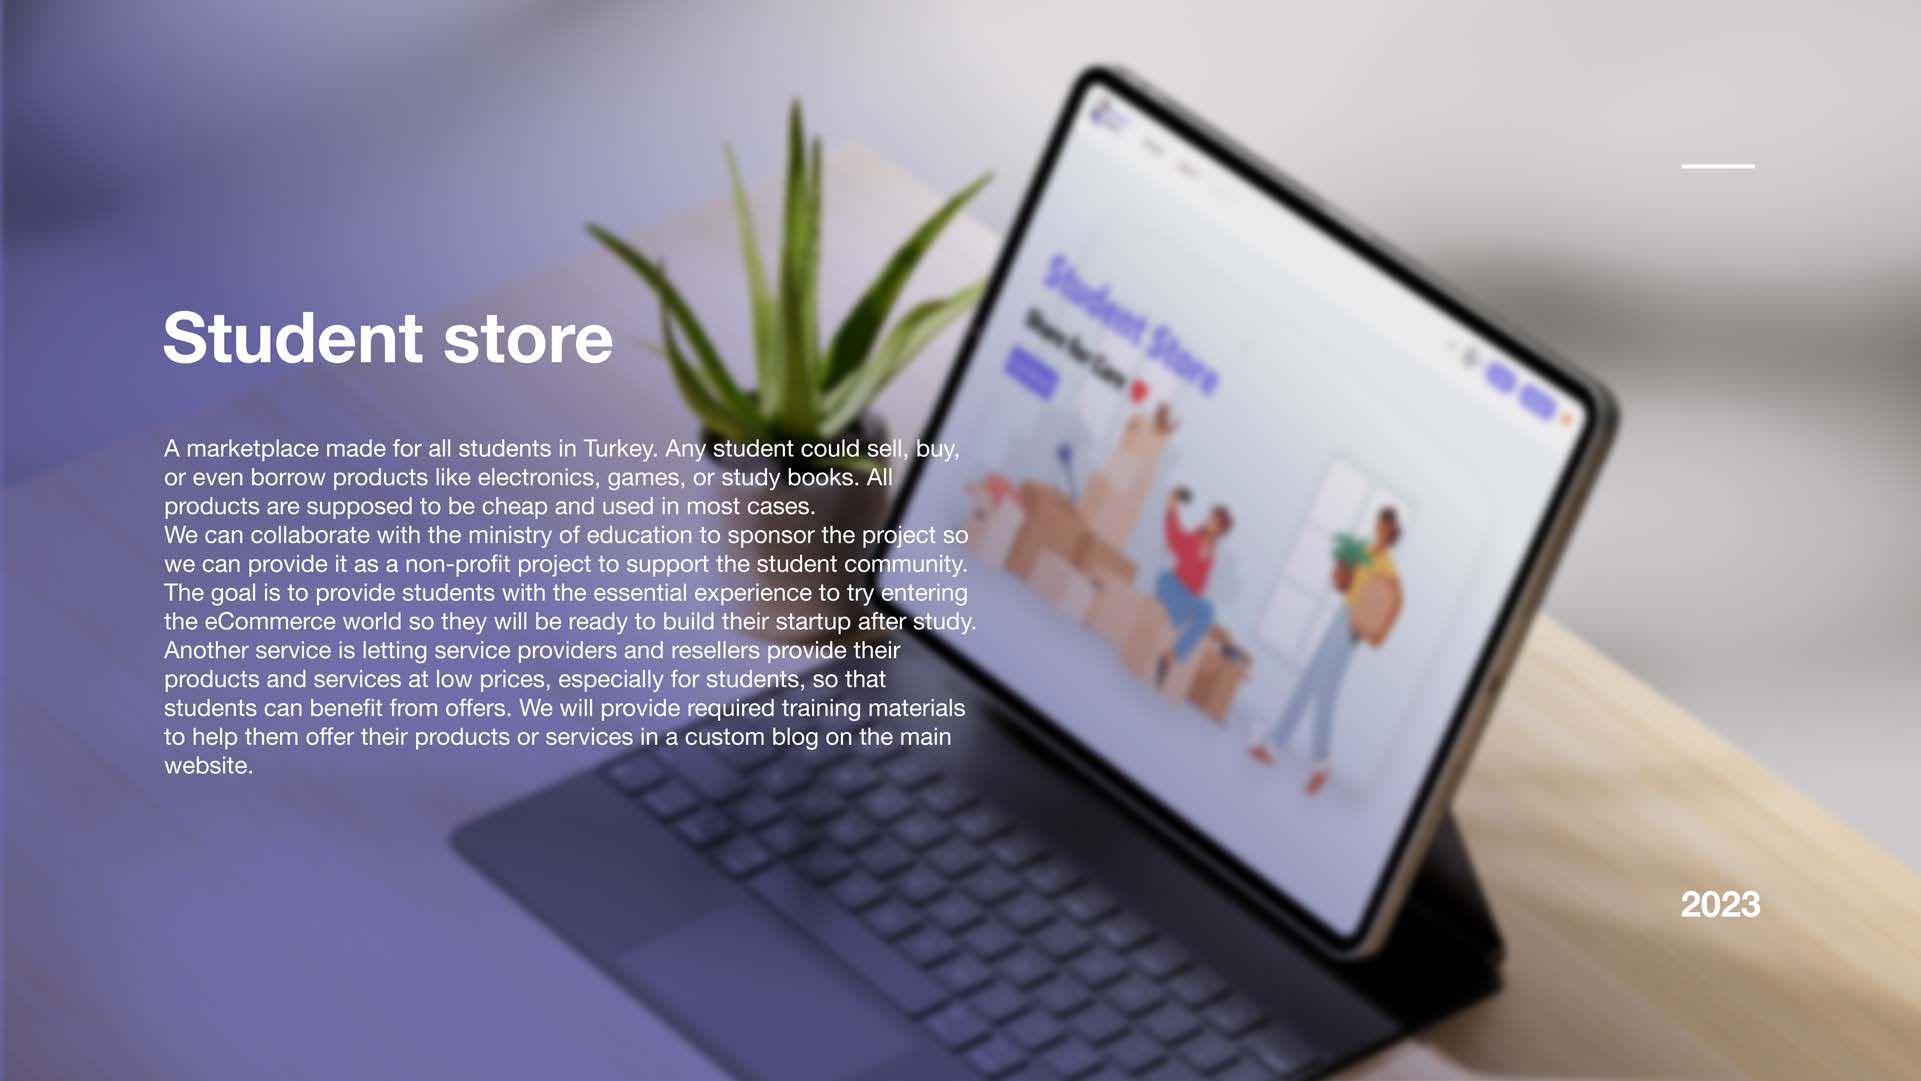 Student store
A marketplace made for all students in Turkey. Any student could sell, buy,
or even borrow products like electronics, games, or study books. All
products are supposed to be cheap and used in most cases.
We can collaborate with the ministry of education to sponsor the project so
we can provide it as a non-profit project to support the student community.
The goal is to provide students with the essential experience to try entering
the eCommerce world so they will be ready to build their startup after study.
Another service is letting service providers and resellers provide their
products and services at low prices, especially for students, so that
students can benefit from offers. We will provide required training materials
to help them offer their products or services in a custom blog on the main
website.
Student Store
Share for Care
2023